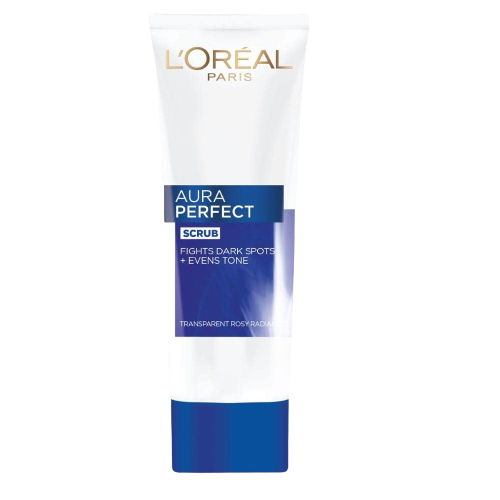 L'ORÉAL
PARIS
AURA
PERFECT
SCRUB
FIGHTS DARK SPOTS
+ EVENS TONE
TRANSPARENT ROSY